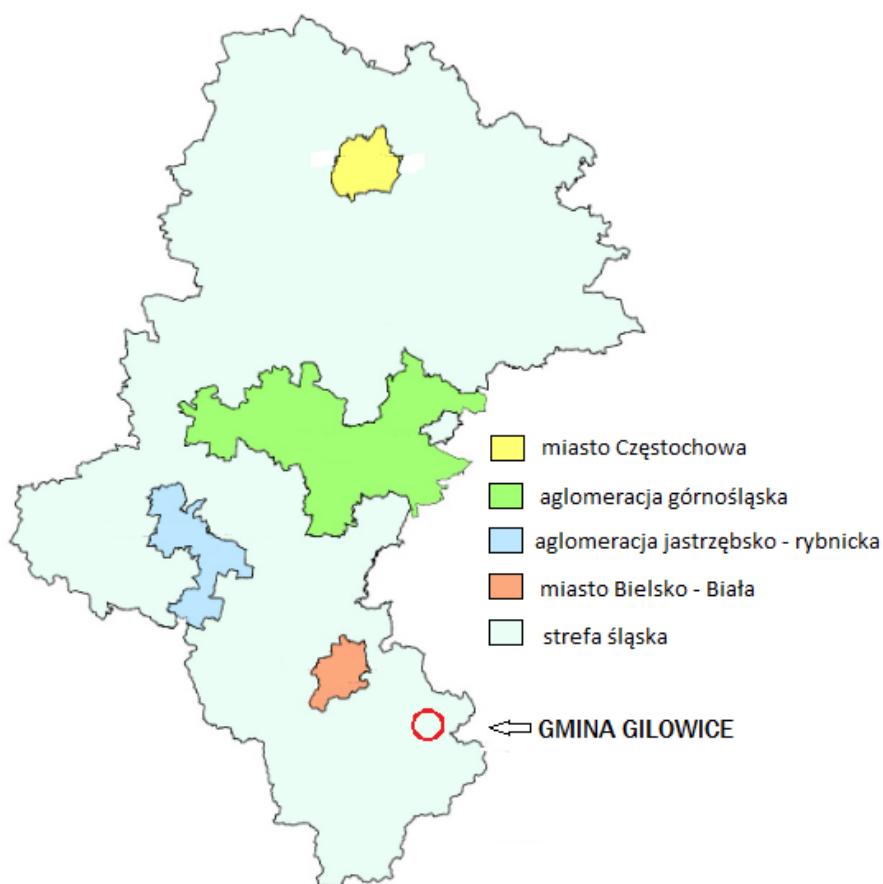 miasto Częstochowa
aglomeracja górnośląska
aglomeracja jastrzębsko - rybnicka
miasto Bielsko - Biała
strefa śląska
GMINA GILOWICE